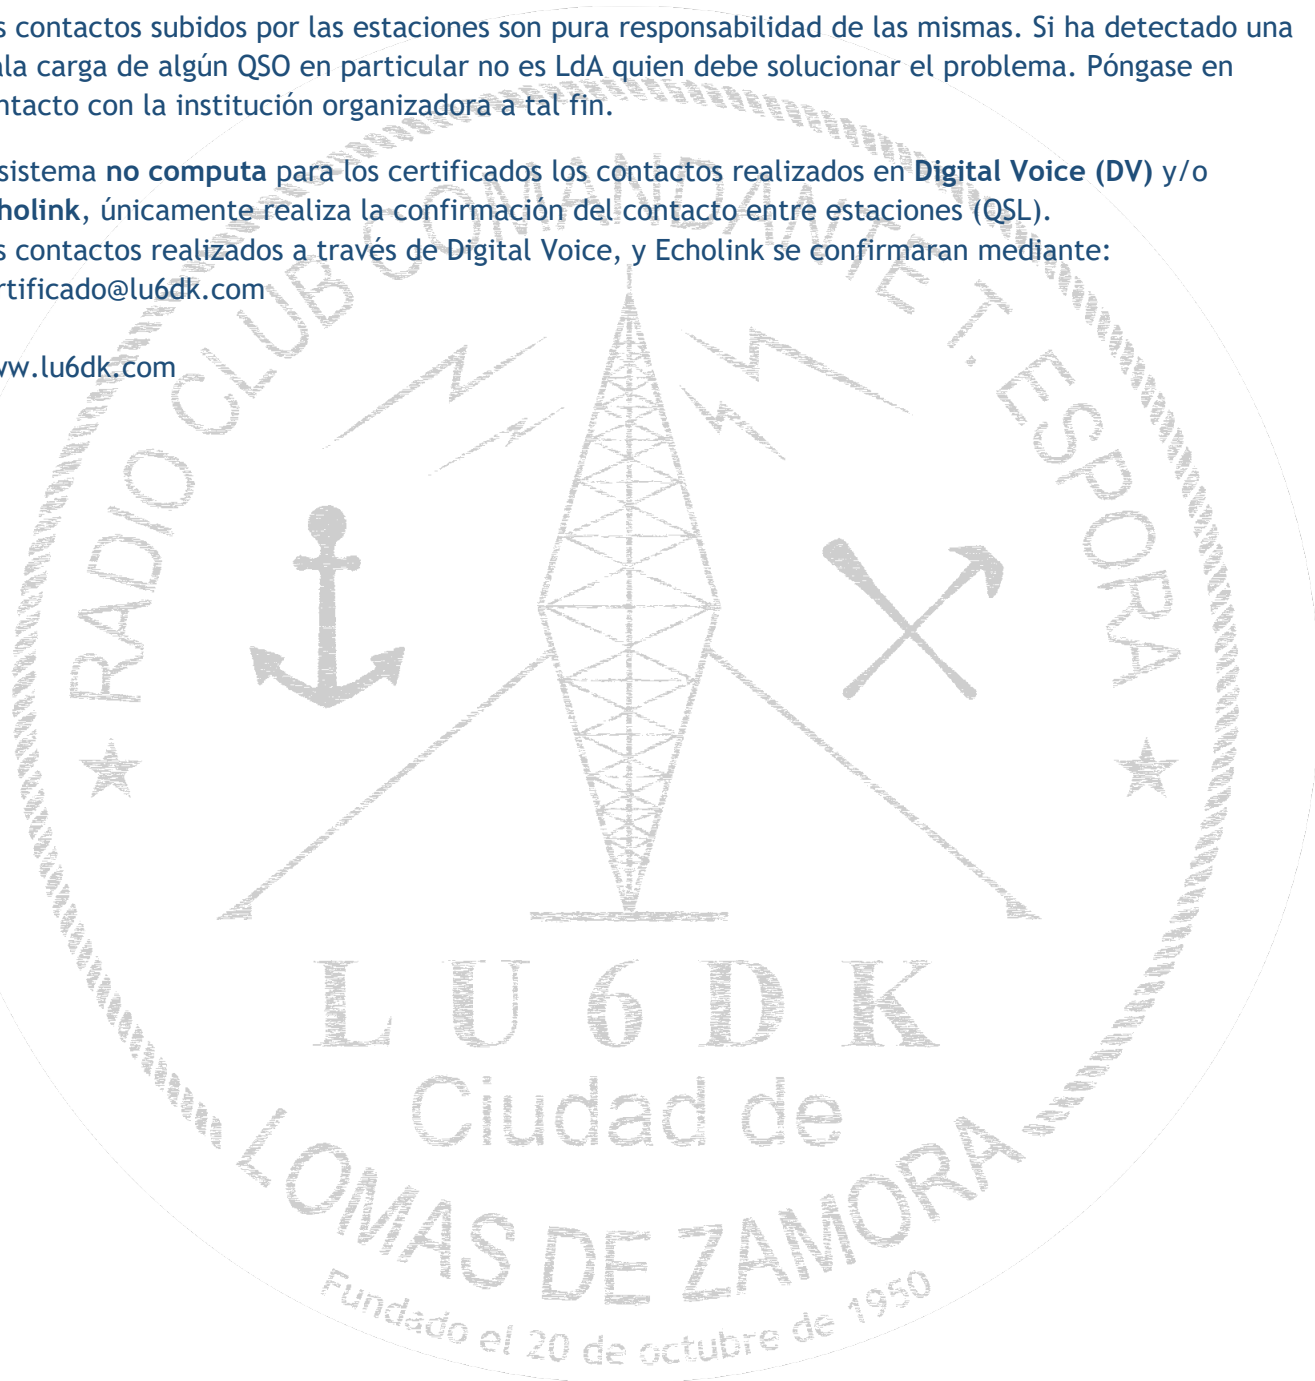 s contactos subidos por las estaciones son pura responsabilidad de las mismas. Si ha detectado una
ala carga de algún QSO en particular no es LdA quien debe solucionar el problema. Póngase en
ntacto con la institución organizadora a tal fin.
sistema no computa para los certificados los contactos realizados en Digital Voice (DV) y/o
holink, únicamente realiza la confirmación del contacto entre estaciones (QSL).
s contactos realizados a través de Digital Voice, y Echolink se confirmaran mediante:
rtificado@lu6dk.com
ww.lu6dk.com
RADIO CLUB COMANDANTE T. ESPORA
LU6DK
Ciudad de
LOMAS DE ZAMORA
Fundado el 20 de octubre de 1950